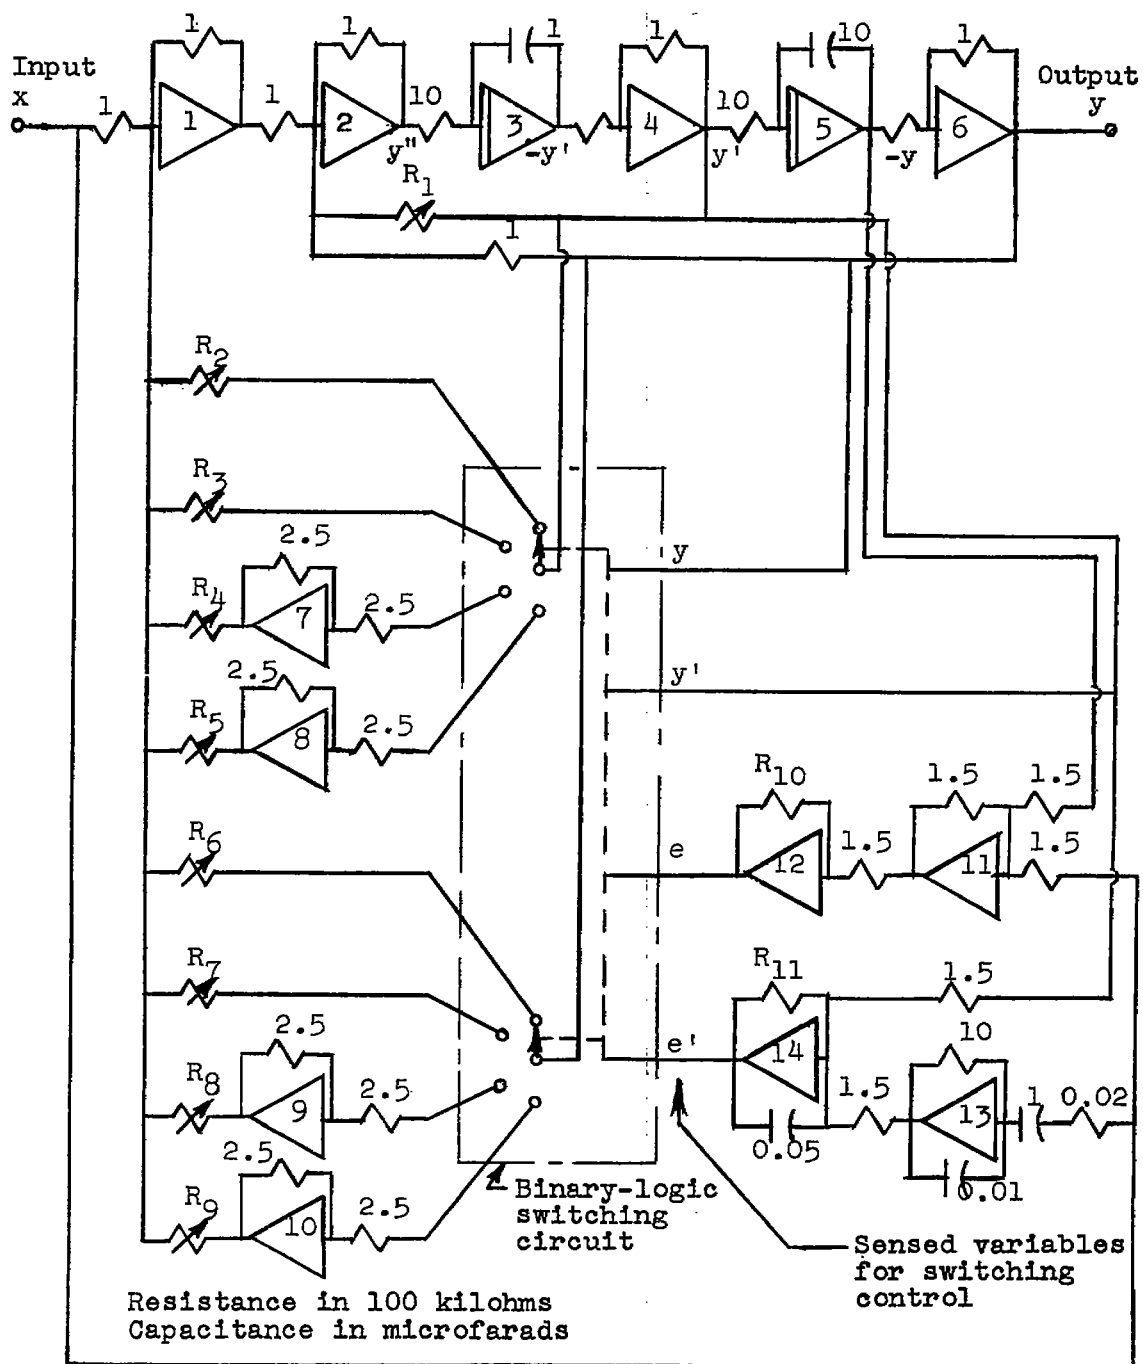 1 1 1 1 10 1
Input
x
Output
y
1 1 10 10
1 2 3 4 5 6
y" -y' y' -y
R1
1
R2
R3
2.5
R4 7 2.5
2.5
R5 8 2.5
y
y'
R10 1.5 1.5
R6 e 12 1.5 11 1.5
R7
R11 1.5
2.5 e' 14 10
R8 9 2.5 1.5 13 1 0.02
0.05
2.5 0.01
R9 10 2.5
Binary-logic
switching
circuit
Sensed variables
for switching
control
Resistance in 100 kilohms
Capacitance in microfarads